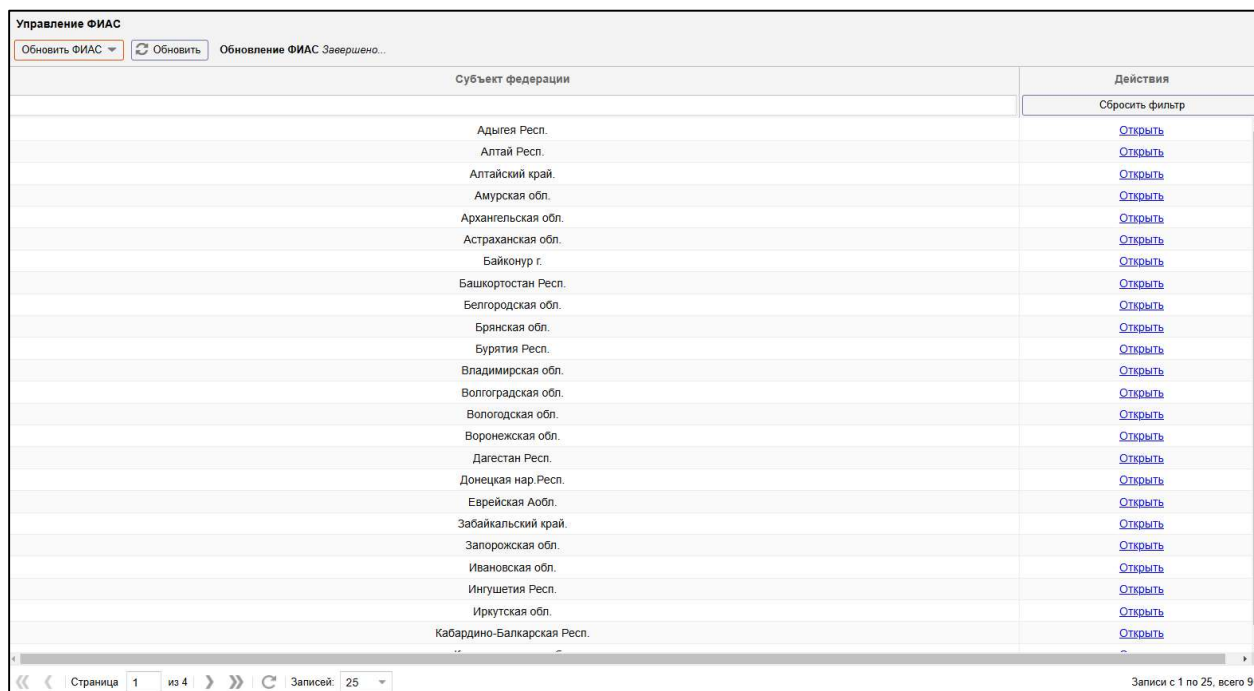 Управление ФИАС
Обновить ФИАС Обновить Обновление ФИАС Завершено...
Субъект федерации Действия
Сбросить фильтр
Адыгея Респ. Открыть
Алтай Респ. Открыть
Алтайский край. Открыть
Амурская обл. Открыть
Архангельская обл. Открыть
Астраханская обл. Открыть
Байконур г. Открыть
Башкортостан Респ. Открыть
Белгородская обл. Открыть
Брянская обл. Открыть
Бурятия Респ. Открыть
Владимирская обл. Открыть
Волгоградская обл. Открыть
Вологодская обл. Открыть
Воронежская обл. Открыть
Дагестан Респ. Открыть
Донецкая нар.Респ. Открыть
Еврейская Аобл. Открыть
Забайкальский край. Открыть
Запорожская обл. Открыть
Ивановская обл. Открыть
Ингушетия Респ. Открыть
Иркутская обл. Открыть
Кабардино-Балкарская Респ. Открыть
Страница 1 из 4 Записей: 25 Записи с 1 по 25, всего 9